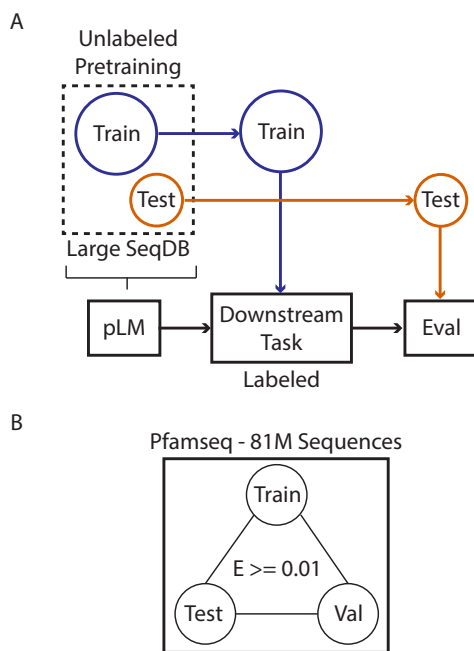 A
Unlabeled
Pretraining
Train
Train
Test
Test
Large SeqDB
pLM
Downstream
Task
Eval
Labeled
B
Pfamseq - 81M Sequences
Train
E >= 0.01
Test
Val